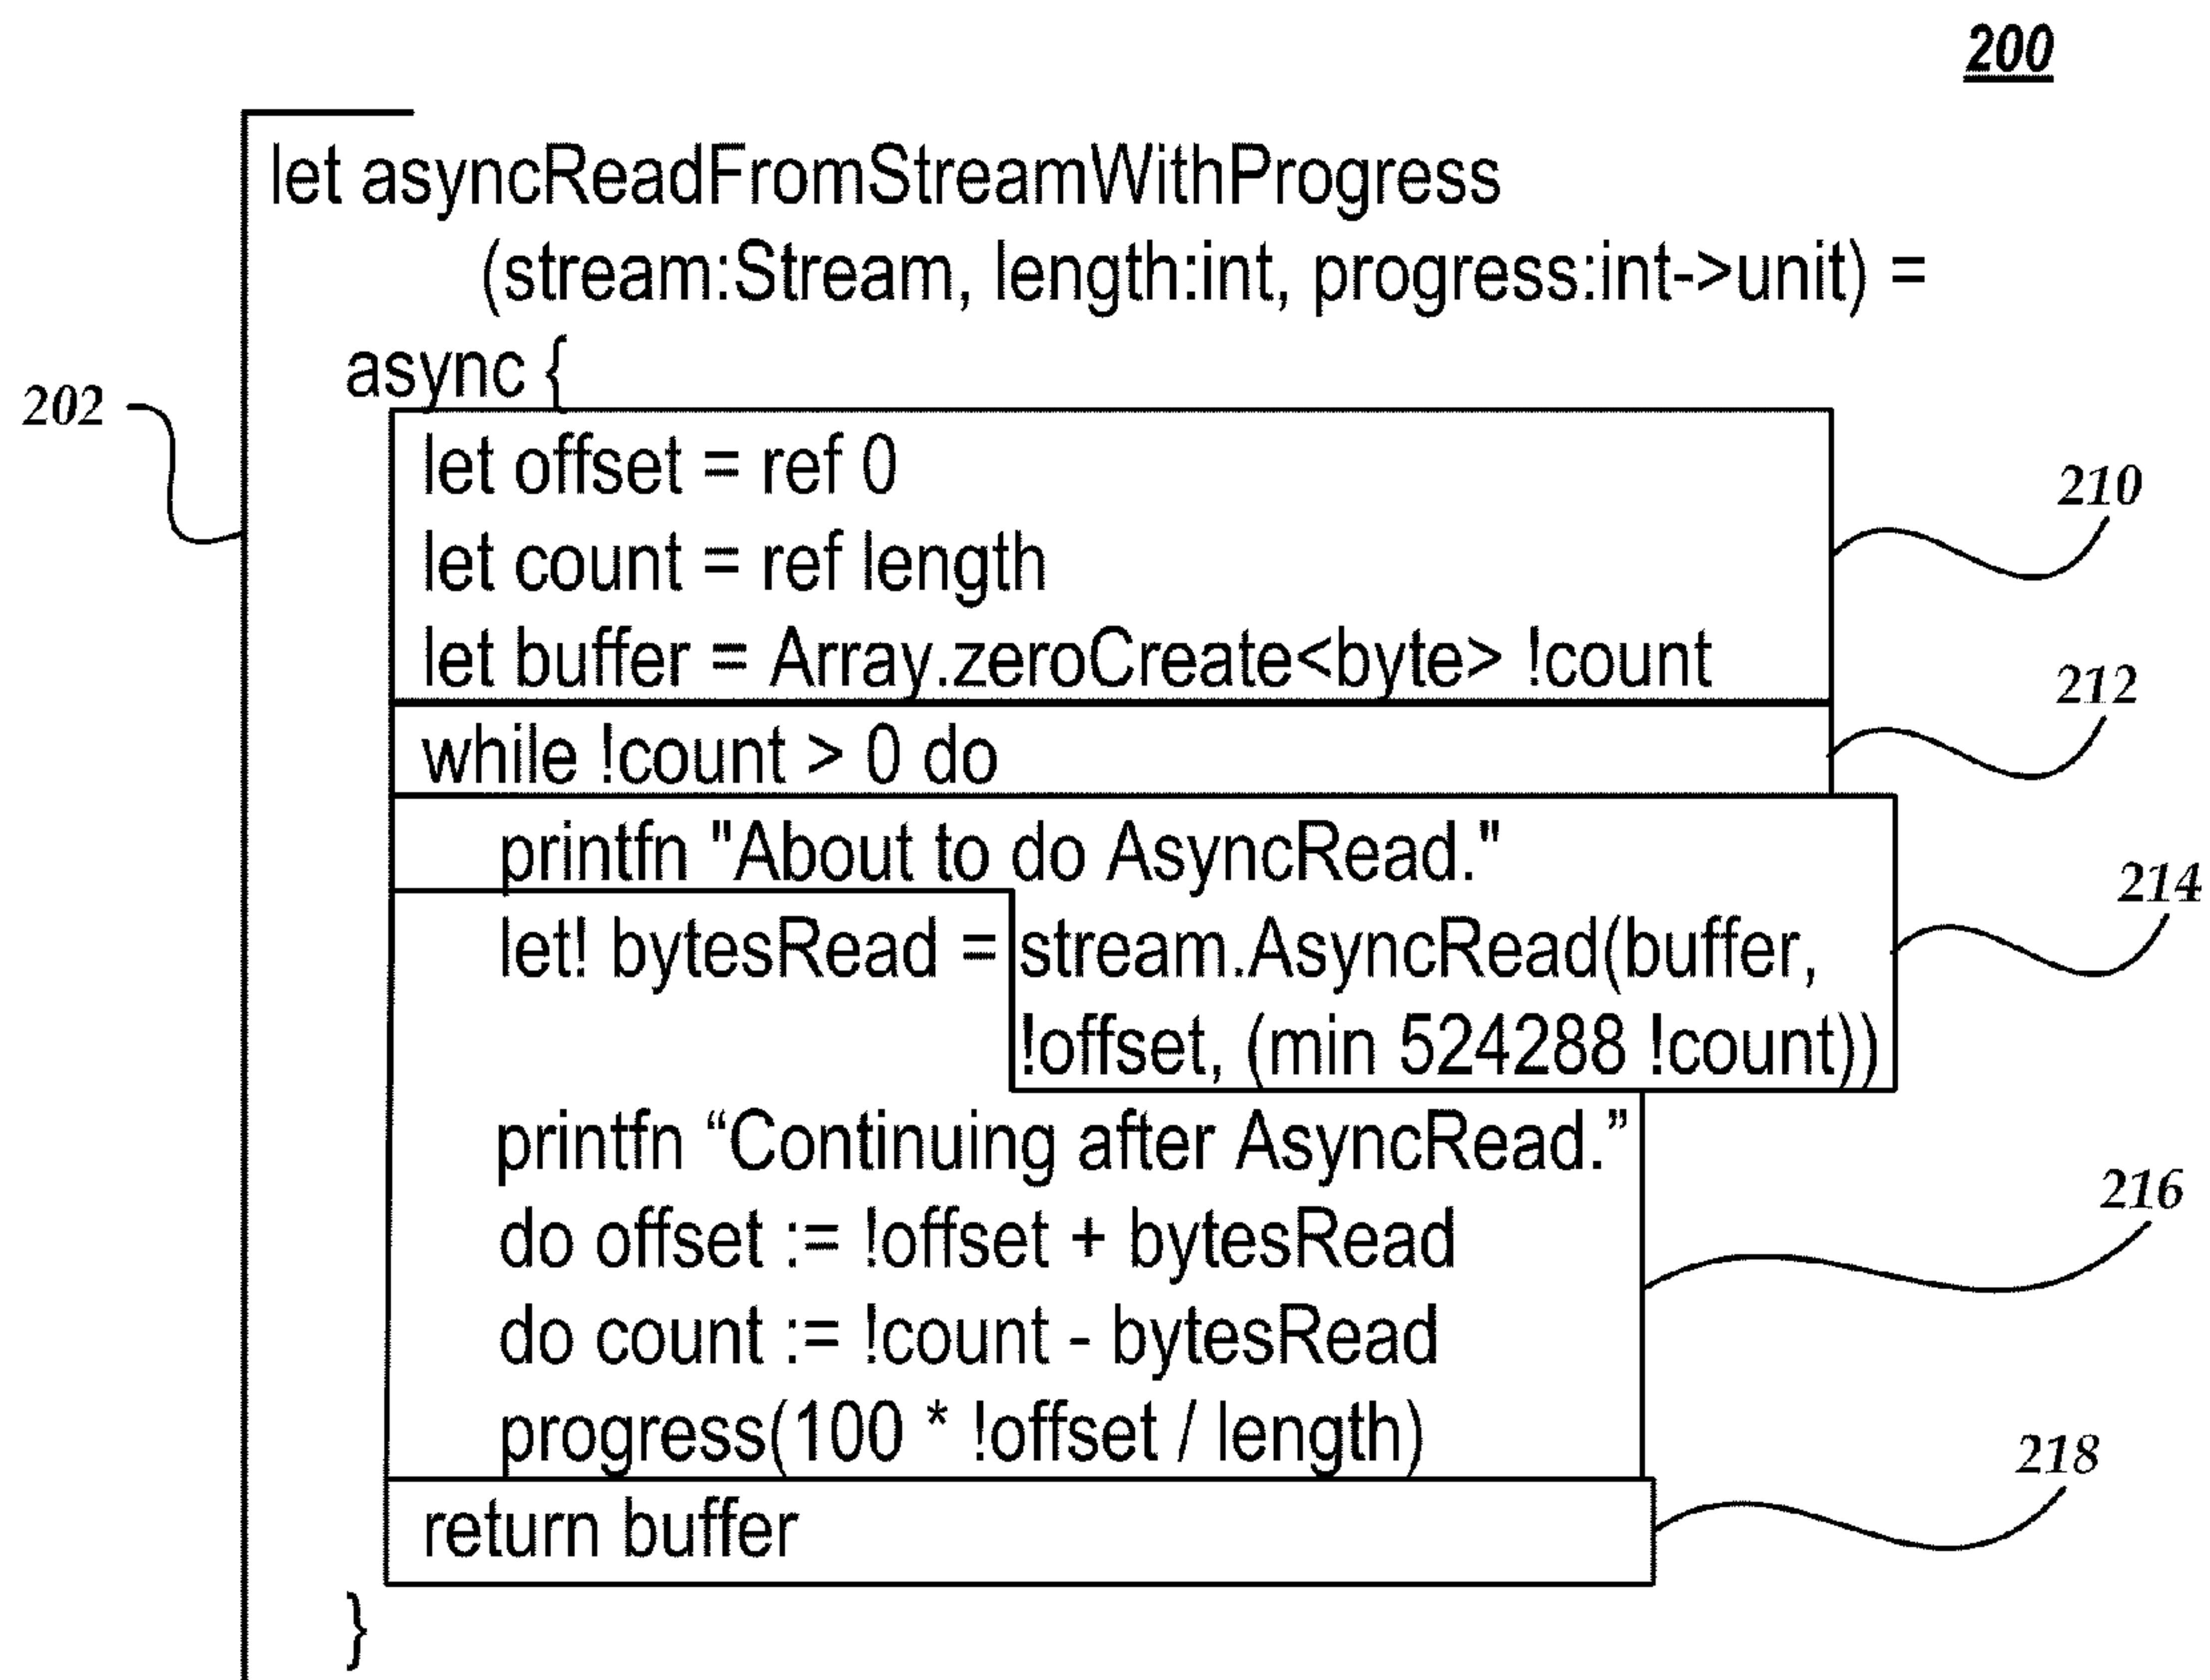 200
let asyncReadFromStreamWithProgress
(stream:Stream, length:int, progress:int->unit) =
async {
202
let offset = ref 0
210
let count = ref length
let buffer = Array.zeroCreate<byte> !count
212
while !count > 0 do
printfn "About to do AsyncRead."
214
let! bytesRead = stream.AsyncRead(buffer,
!offset, (min 524288 !count))
printfn “Continuing after AsyncRead.”
216
do offset := !offset + bytesRead
do count := !count - bytesRead
progress(100 * !offset / length)
218
return buffer
}